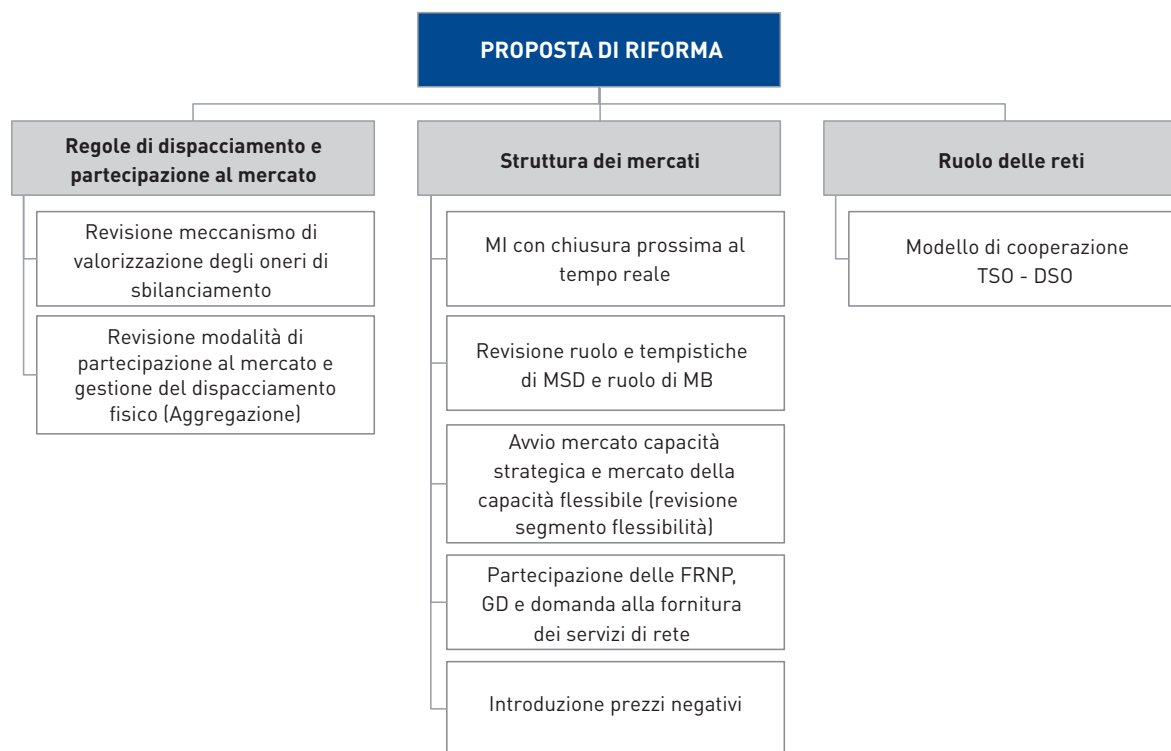 PROPOSTA DI RIFORMA
Regole di dispacciamento e
partecipazione al mercato
Revisione meccanismo di
valorizzazione degli oneri di
sbilanciamento
Revisione modalità di
partecipazione al mercato e
gestione del dispacciamento
fisico (Aggregazione)
Struttura dei mercati
MI con chiusura prossima al
tempo reale
Revisione ruolo e tempistiche
di MSD e ruolo di MB
Avvio mercato capacità
strategica e mercato della
capacità flessibile (revisione
segmento flessibilità)
Partecipazione delle FRNP,
GD e domanda alla fornitura
dei servizi di rete
Introduzione prezzi negativi
Ruolo delle reti
Modello di cooperazione
TSO - DSO